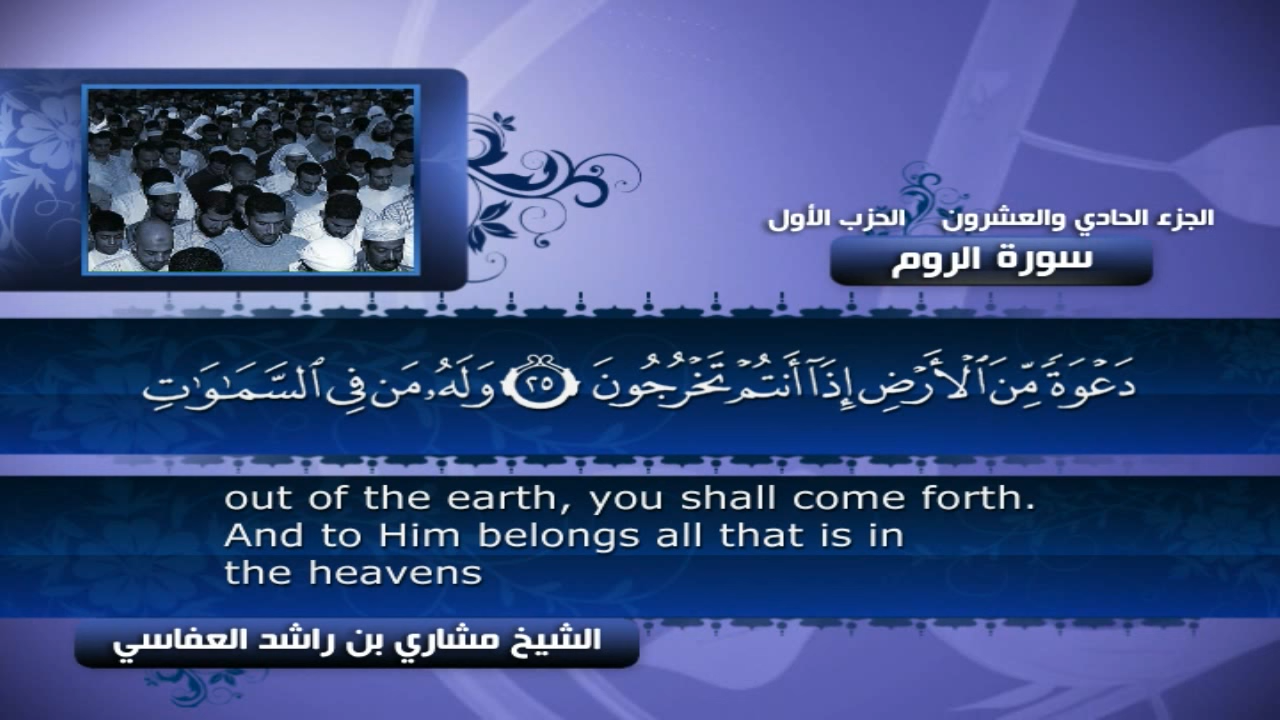 الجزء الحادي والعشرون الحزب الأول
سورة الروم
دَعْوَةً مِّنَ ٱلْأَرْضِ إِذَآ أَنتُمْ تَخْرُجُونَ ٢٥ وَلَهُۥ مَن فِى ٱلسَّمَـٰوَٰتِ
out of the earth, you shall come forth.
And to Him belongs all that is in
the heavens
الشيخ مشاري بن راشد العفاسي